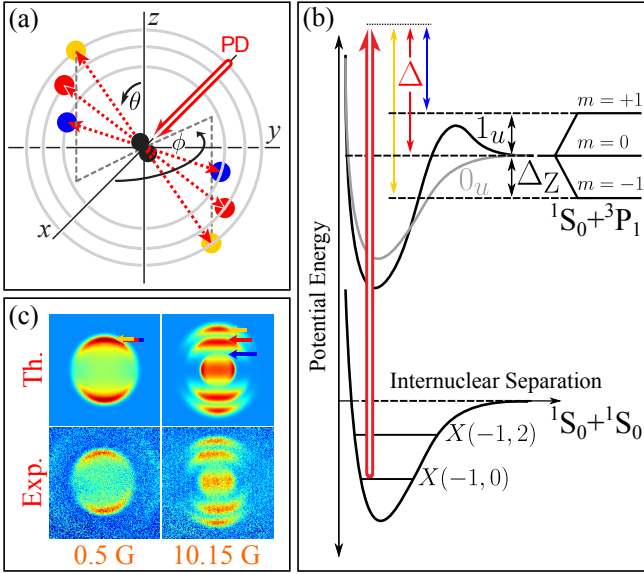 (a)
z
PD
θ
y
ϕ
x
(b)
Δ
m = +1
1u
m = 0
0u
ΔZ
m = −1
¹S₀+³P₁
Potential Energy
Internuclear Separation
¹S₀+¹S₀
X(−1, 2)
X(−1, 0)
(c)
Th.
Exp.
0.5 G
10.15 G